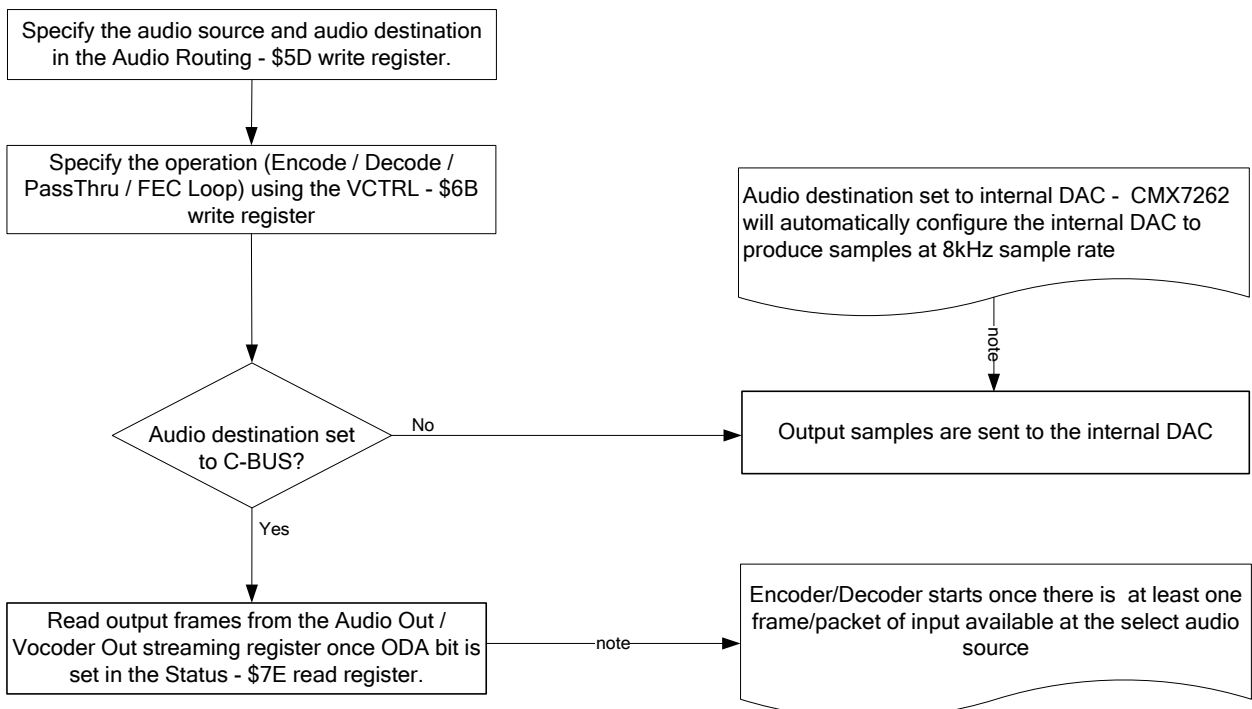 Specify the audio source and audio destination
in the Audio Routing - $5D write register.
Specify the operation (Encode / Decode /
PassThru / FEC Loop) using the VCTRL - $6B
write register
Audio destination set to internal DAC - CMX7262
will automatically configure the internal DAC to
produce samples at 8kHz sample rate
note
Audio destination set
to C-BUS?
No
Output samples are sent to the internal DAC
Yes
Read output frames from the Audio Out /
Vocoder Out streaming register once ODA bit is
set in the Status - $7E read register.
note
Encoder/Decoder starts once there is at least one
frame/packet of input available at the select audio
source